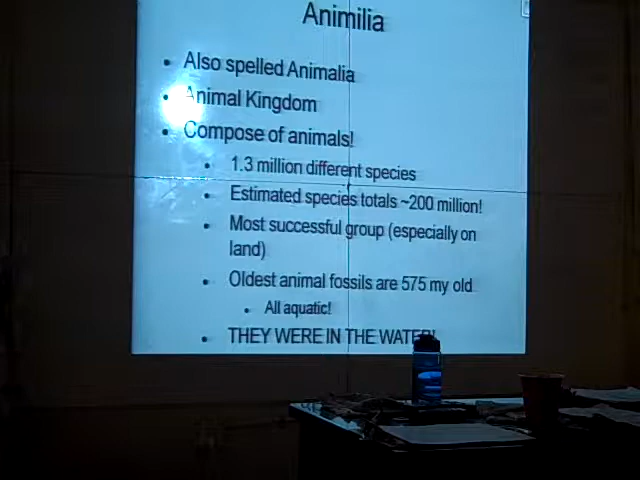 Animilia
Also spelled Animalia
Animal Kingdom
Compose of animals!
1.3 million different species
Estimated species totals ~200 million!
Most successful group (especially on
land)
Oldest animal fossils are 575 my old
All aquatic!
THEY WERE IN THE WATER!